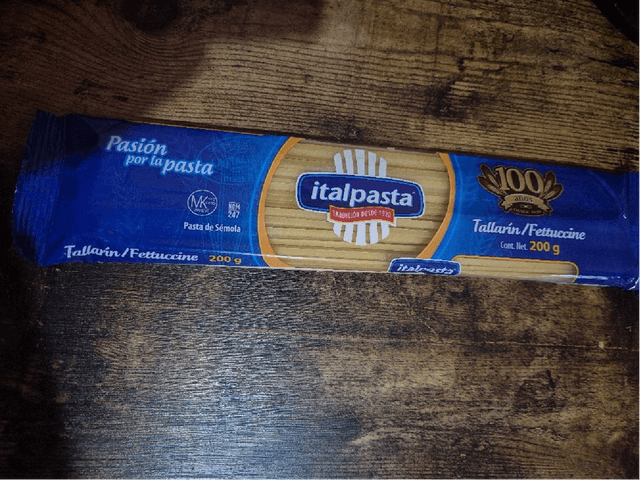 Pasión
por la pasta
MK
NOM
247
Pasta de Sémola
Tallarín/Fettuccine 200 g
italpasta
TRADICIÓN DESDE 1920
italpasta
100
años
Tallarín/Fettuccine
Cont. Net. 200 g